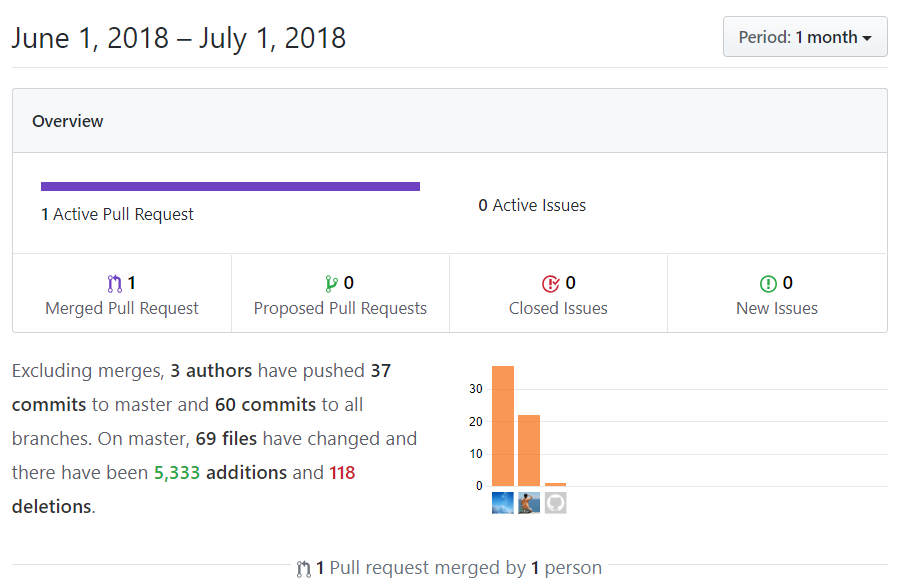 June 1, 2018 – July 1, 2018
Period: 1 month
Overview
1 Active Pull Request
0 Active Issues
1
Merged Pull Request
0
Proposed Pull Requests
0
Closed Issues
0
New Issues
Excluding merges, 3 authors have pushed 37
commits to master and 60 commits to all
branches. On master, 69 files have changed and
there have been 5,333 additions and 118
deletions.
30
20
10
0
1 Pull request merged by 1 person